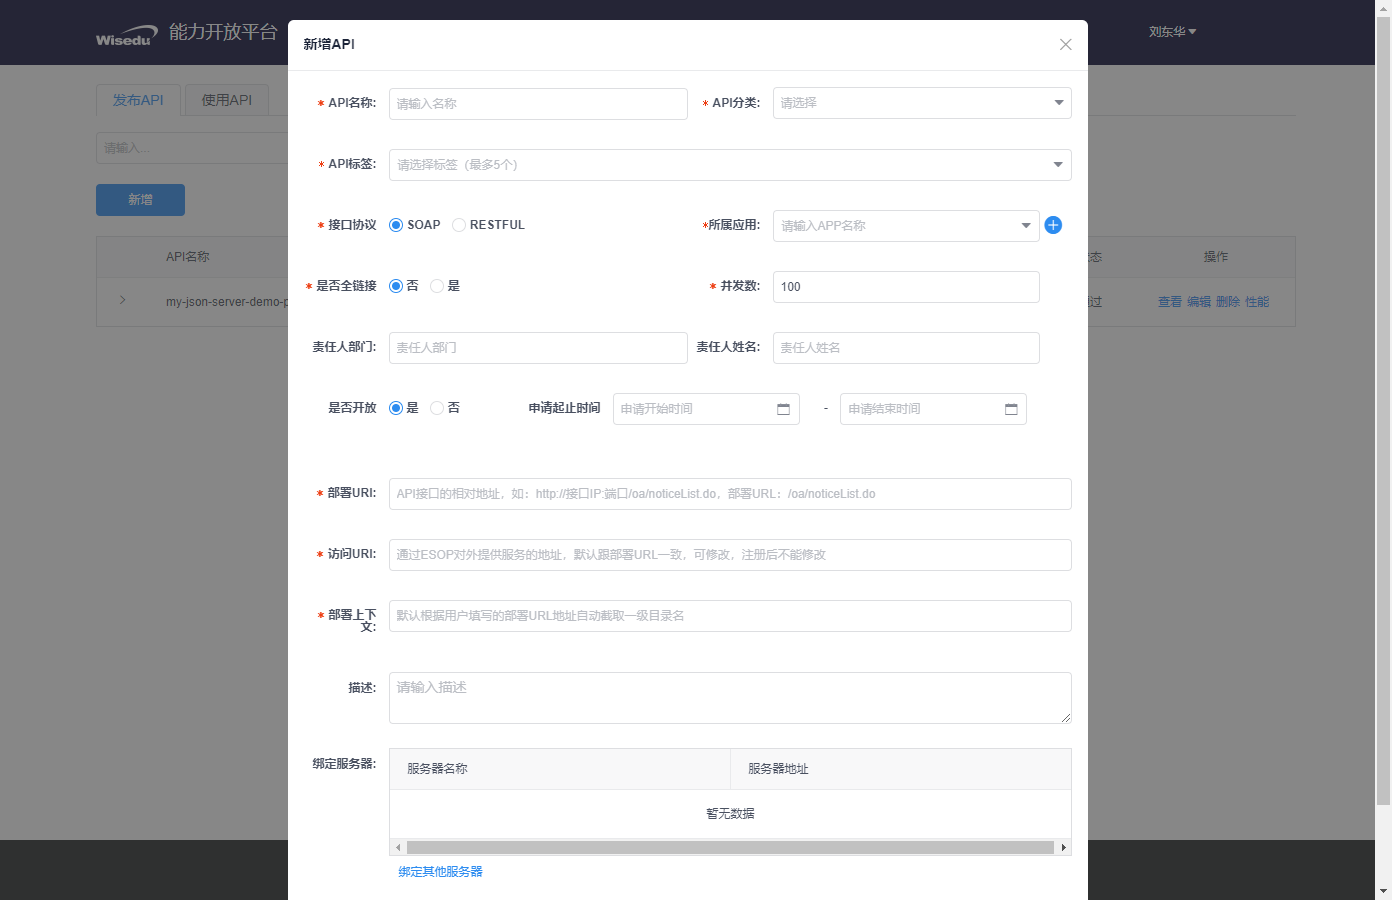 Wisedu 能力开放平台
刘东华
新增API
发布API 使用API
请输入...
新增
API名称
操作
my-json-server-demo-p
查看 编辑 删除 性能
* API名称: 请输入名称 * API分类: 请选择
* API标签: 请选择标签（最多5个）
* 接口协议 SOAP RESTFUL *所属应用: 请输入APP名称
* 是否全链接 否 是 * 并发数: 100
责任人部门: 责任人部门 责任人姓名: 责任人姓名
是否开放 是 否 申请起止时间 申请开始时间 - 申请结束时间
* 部署URI: API接口的相对地址，如：http://接口IP:端口/oa/noticeList.do，部署URL：/oa/noticeList.do
* 访问URI: 通过ESOP对外提供服务的地址，默认跟部署URL一致，可修改，注册后不能修改
* 部署上下
文: 默认根据用户填写的部署URL地址自动截取一级目录名
描述: 请输入描述
绑定服务器: 服务器名称 服务器地址
暂无数据
绑定其他服务器